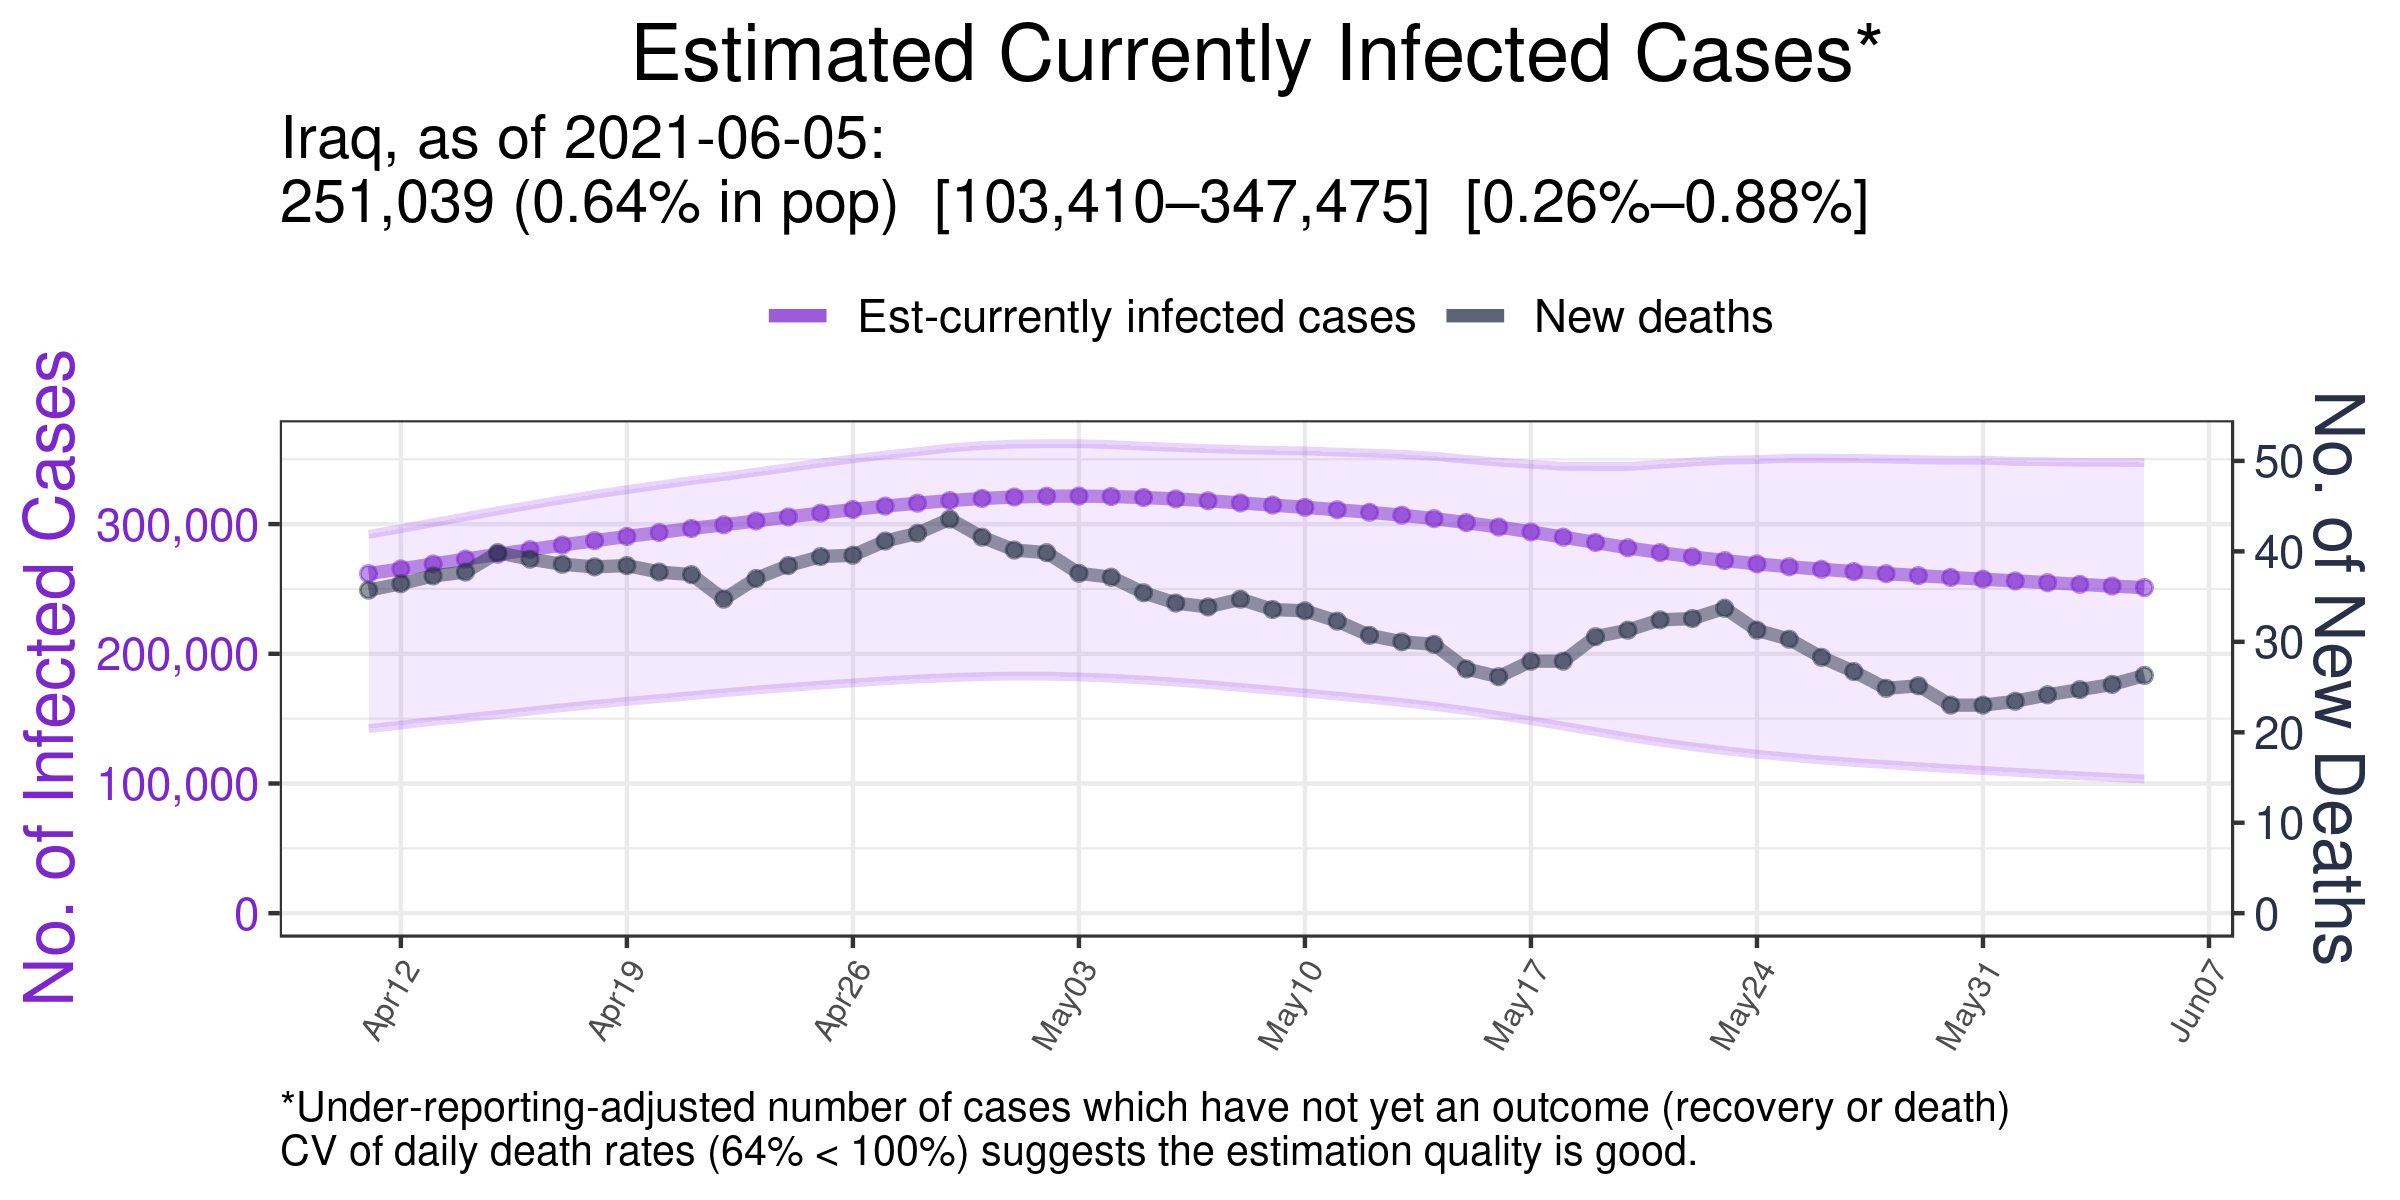 Estimated Currently Infected Cases*
Iraq, as of 2021-06-05:
251,039 (0.64% in pop) [103,410–347,475] [0.26%–0.88%]
Est-currently infected cases
New deaths
No. of Infected Cases
300,000
200,000
100,000
0
50
40
30
20
10
0
No. of New Deaths
Apr12
Apr19
Apr26
May03
May10
May17
May24
May31
Jun07
*Under-reporting-adjusted number of cases which have not yet an outcome (recovery or death)
CV of daily death rates (64% < 100%) suggests the estimation quality is good.